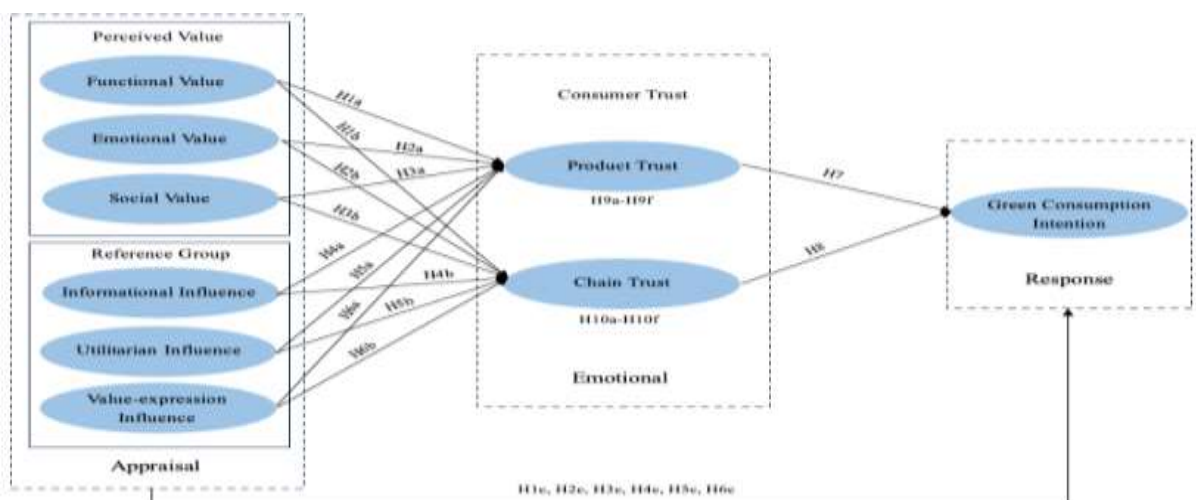 Perceived Value
Functional Value
Emotional Value
Social Value
Reference Group
Informational Influence
Utilitarian Influence
Value-expression
Influence
Appraisal
H1a
H1b
H2a
H2b
H3a
H3b
H4a
H4b
H5a
H5b
H6a
H6b
Consumer Trust
Product Trust
H9a-H9f
Chain Trust
H10a-H10f
Emotional
H7
H8
Green Consumption
Intention
Response
H1c, H2c, H3c, H4c, H5c, H6c